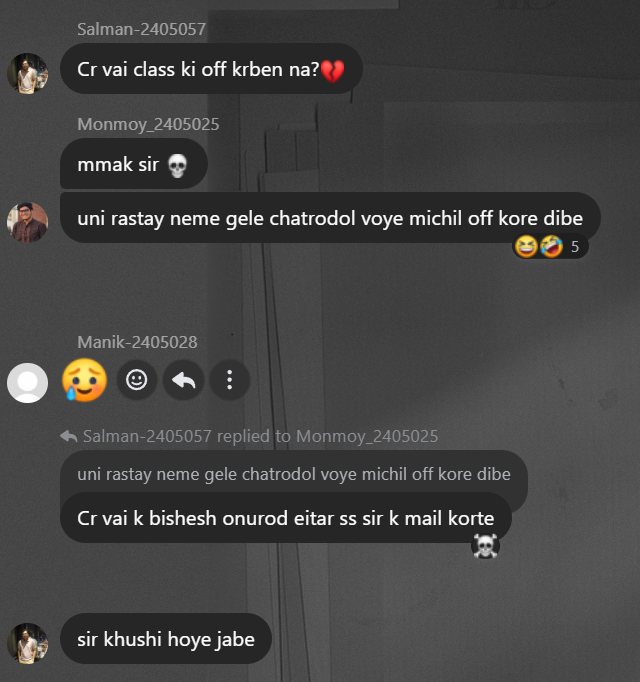 Salman-2405057
Cr vai class ki off krben na?💔
Monmoy_2405025
mmak sir 💀
uni rastay neme gele chatrodol voye michil off kore dibe
5
Manik-2405028
Salman-2405057 replied to Monmoy_2405025
uni rastay neme gele chatrodol voye michil off kore dibe
Cr vai k bishesh onurod eitar ss sir k mail korte
sir khushi hoye jabe